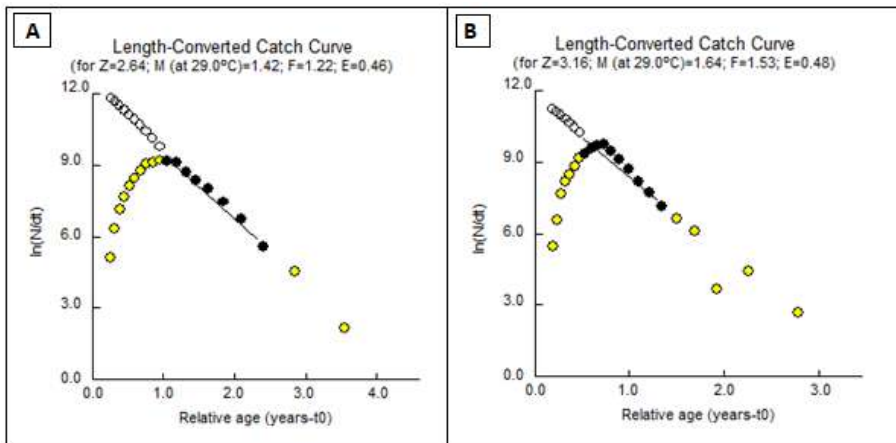 A
Length-Converted Catch Curve
(for Z=2.64; M (at 29.0ºC)=1.42; F=1.22; E=0.46)
12.0
9.0
6.0
3.0
0.0
ln(N/dt)
0.0 1.0 2.0 3.0 4.0
Relative age (years-t0)
B
Length-Converted Catch Curve
(for Z=3.16; M (at 29.0ºC)=1.64; F=1.53; E=0.48)
12.0
9.0
6.0
3.0
0.0
ln(N/dt)
0.0 1.0 2.0 3.0
Relative age (years-t0)